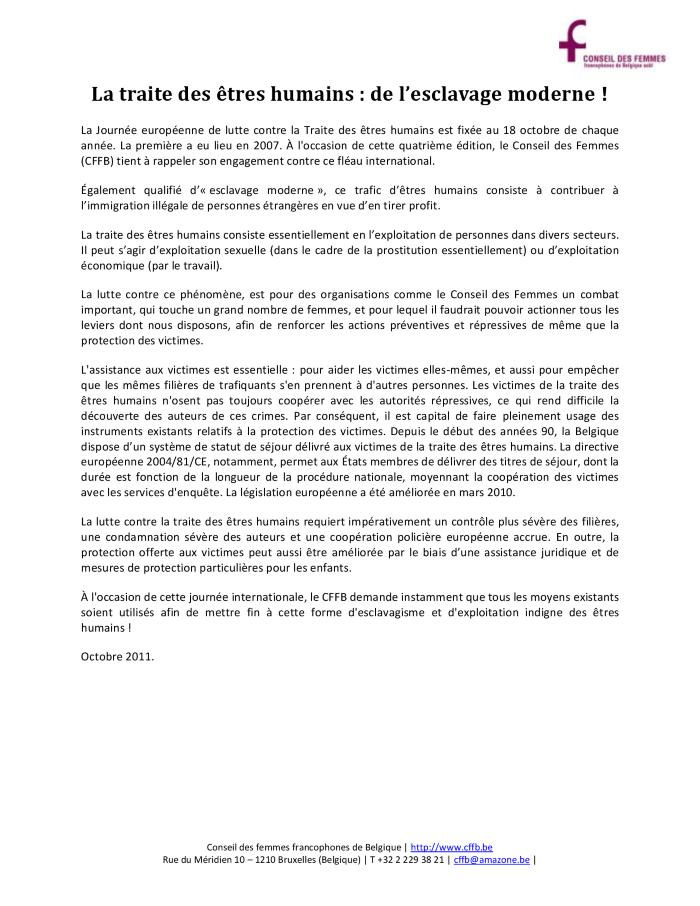 CONSEIL DES FEMMES
francophones de Belgique asbl
La traite des êtres humains : de l’esclavage moderne !
La Journée européenne de lutte contre la Traite des êtres humains est fixée au 18 octobre de chaque
année. La première a eu lieu en 2007. À l'occasion de cette quatrième édition, le Conseil des Femmes
(CFFB) tient à rappeler son engagement contre ce fléau international.
Également qualifié d’« esclavage moderne », ce trafic d’êtres humains consiste à contribuer à
l’immigration illégale de personnes étrangères en vue d’en tirer profit.
La traite des êtres humains consiste essentiellement en l’exploitation de personnes dans divers secteurs.
Il peut s’agir d’exploitation sexuelle (dans le cadre de la prostitution essentiellement) ou d’exploitation
économique (par le travail).
La lutte contre ce phénomène, est pour des organisations comme le Conseil des Femmes un combat
important, qui touche un grand nombre de femmes, et pour lequel il faudrait pouvoir actionner tous les
leviers dont nous disposons, afin de renforcer les actions préventives et répressives de même que la
protection des victimes.
L'assistance aux victimes est essentielle : pour aider les victimes elles-mêmes, et aussi pour empêcher
que les mêmes filières de trafiquants s'en prennent à d'autres personnes. Les victimes de la traite des
êtres humains n'osent pas toujours coopérer avec les autorités répressives, ce qui rend difficile la
découverte des auteurs de ces crimes. Par conséquent, il est capital de faire pleinement usage des
instruments existants relatifs à la protection des victimes. Depuis le début des années 90, la Belgique
dispose d’un système de statut de séjour délivré aux victimes de la traite des êtres humains. La directive
européenne 2004/81/CE, notamment, permet aux États membres de délivrer des titres de séjour, dont la
durée est fonction de la longueur de la procédure nationale, moyennant la coopération des victimes
avec les services d'enquête. La législation européenne a été améliorée en mars 2010.
La lutte contre la traite des êtres humains requiert impérativement un contrôle plus sévère des filières,
une condamnation sévère des auteurs et une coopération policière européenne accrue. En outre, la
protection offerte aux victimes peut aussi être améliorée par le biais d’une assistance juridique et de
mesures de protection particulières pour les enfants.
À l'occasion de cette journée internationale, le CFFB demande instamment que tous les moyens existants
soient utilisés afin de mettre fin à cette forme d'esclavagisme et d'exploitation indigne des êtres
humains !
Octobre 2011.
Conseil des femmes francophones de Belgique | http://www.cffb.be
Rue du Méridien 10 – 1210 Bruxelles (Belgique) | T +32 2 229 38 21 | cffb@amazone.be |